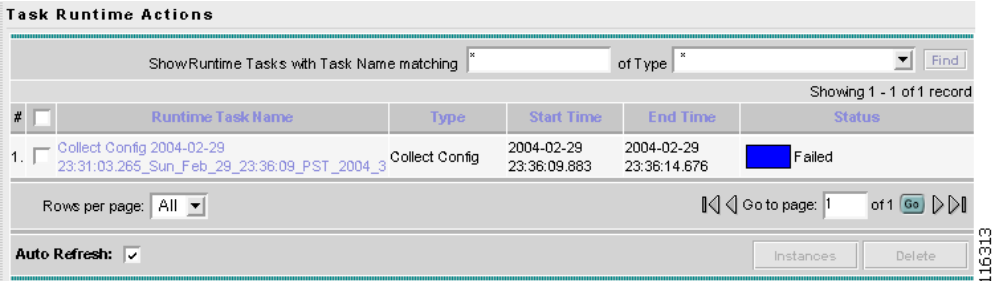 Task Runtime Actions
Show Runtime Tasks with Task Name matching * of Type * Find
Showing 1 - 1 of 1 record
# Runtime Task Name Type Start Time End Time Status
1. Collect Config 2004-02-29 23:31:03.265_Sun_Feb_29_23:36:09_PST_2004_3 Collect Config 2004-02-29 23:36:09.883 2004-02-29 23:36:14.676 Failed
Rows per page: All Go to page: 1 of 1 Go
Auto Refresh: Instances Delete
116313